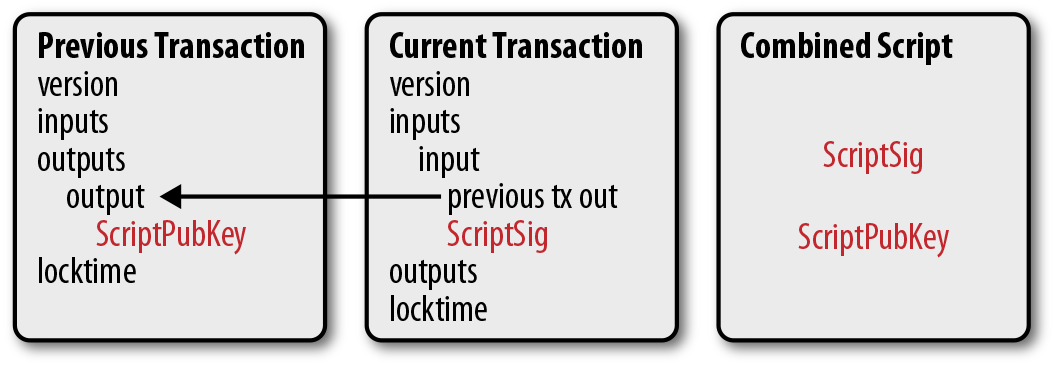 Previous Transaction
version
inputs
outputs
output
ScriptPubKey
locktime
Current Transaction
version
inputs
input
previous tx out
ScriptSig
outputs
locktime
Combined Script
ScriptSig
ScriptPubKey